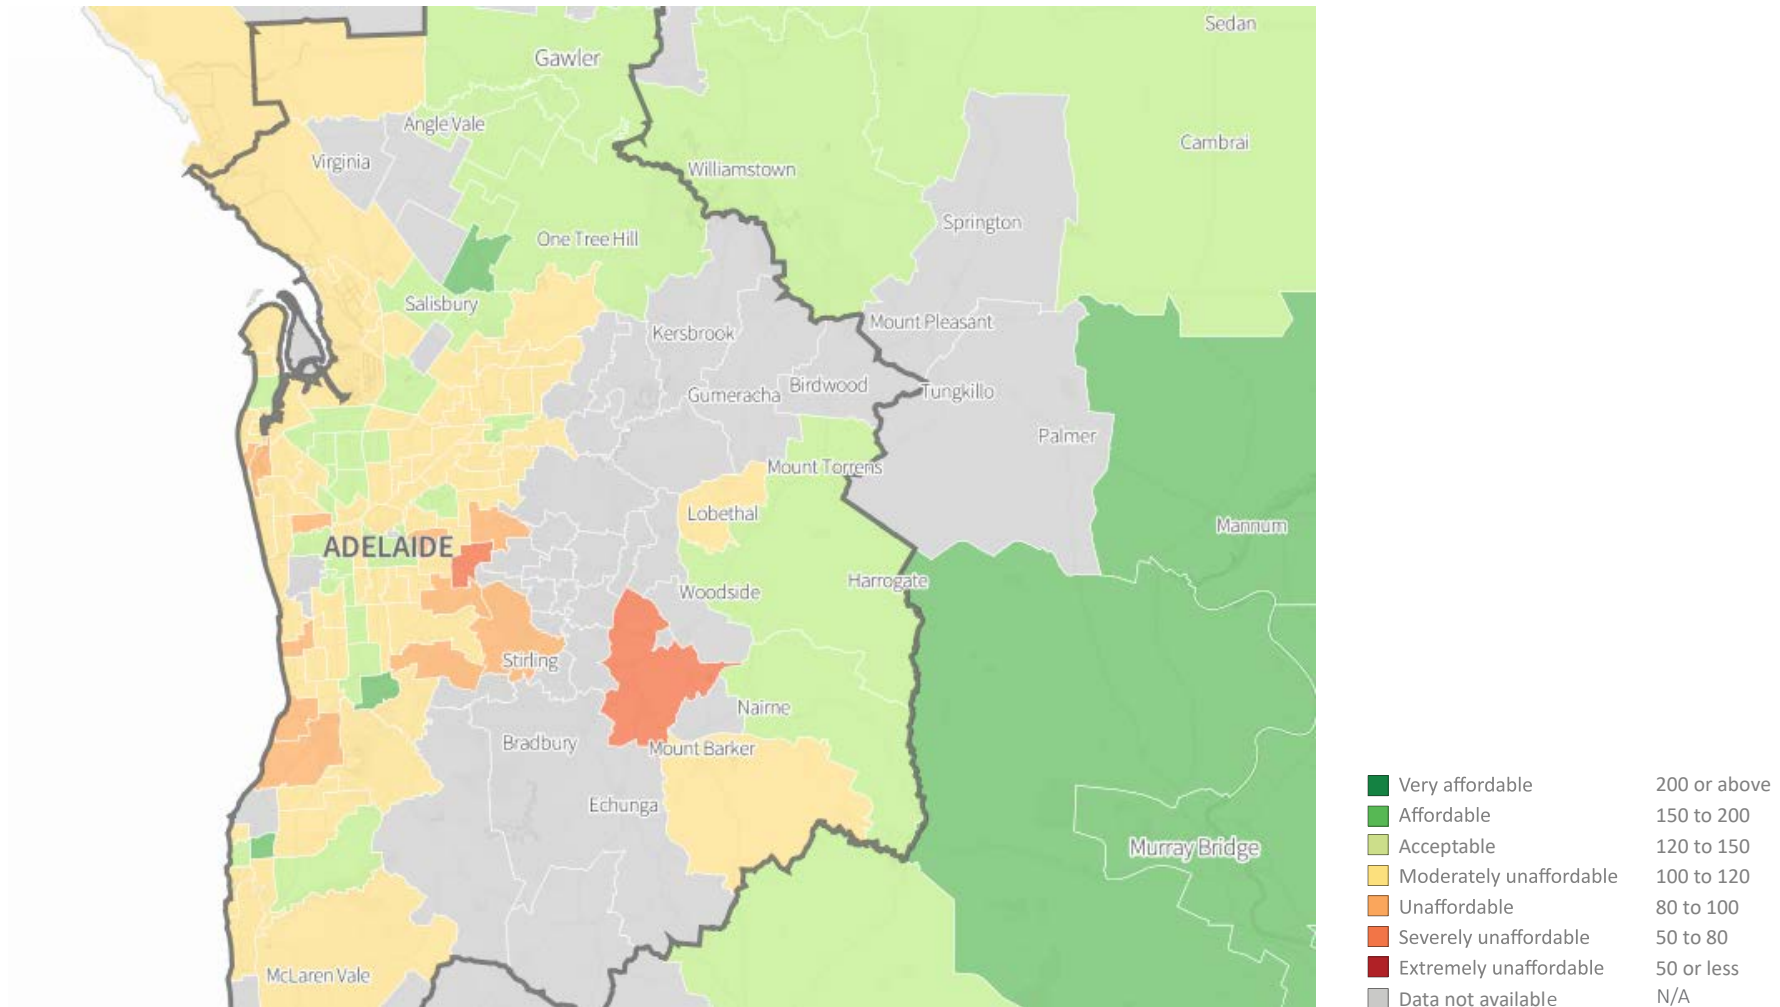 Sedan
Gawler
Angle Vale
Cambrai
Virginia
Williamstown
Springton
One Tree Hill
Salisbury
Mount Pleasant
Kersbrook
Birdwood
Tungkillo
Gumeracha
Palmer
Mount Torrens
Lobethal
Mannum
ADELAIDE
Harrogate
Woodside
Stirling
Nairne
Bradbury
Mount Barker
Echunga
Murray Bridge
McLaren Vale
Very affordable 200 or above
Affordable 150 to 200
Acceptable 120 to 150
Moderately unaffordable 100 to 120
Unaffordable 80 to 100
Severely unaffordable 50 to 80
Extremely unaffordable 50 or less
Data not available N/A